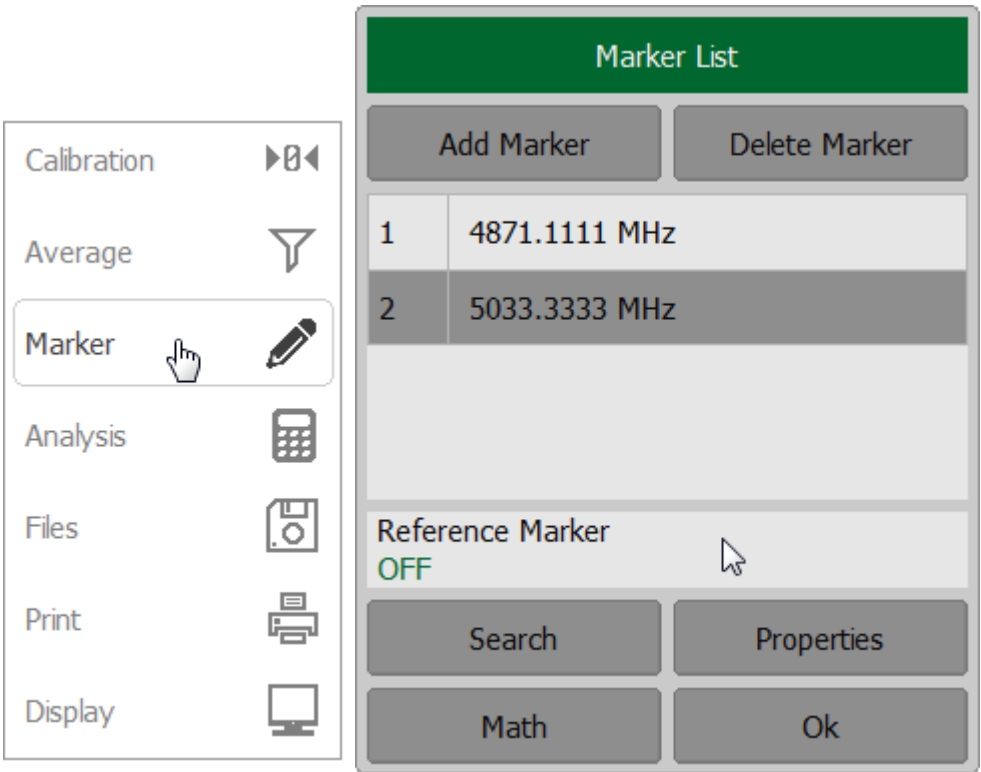 Calibration
Average
Marker
Analysis
Files
Print
Display
Marker List
Add Marker Delete Marker
1 4871.1111 MHz
2 5033.3333 MHz
Reference Marker
OFF
Search Properties
Math Ok